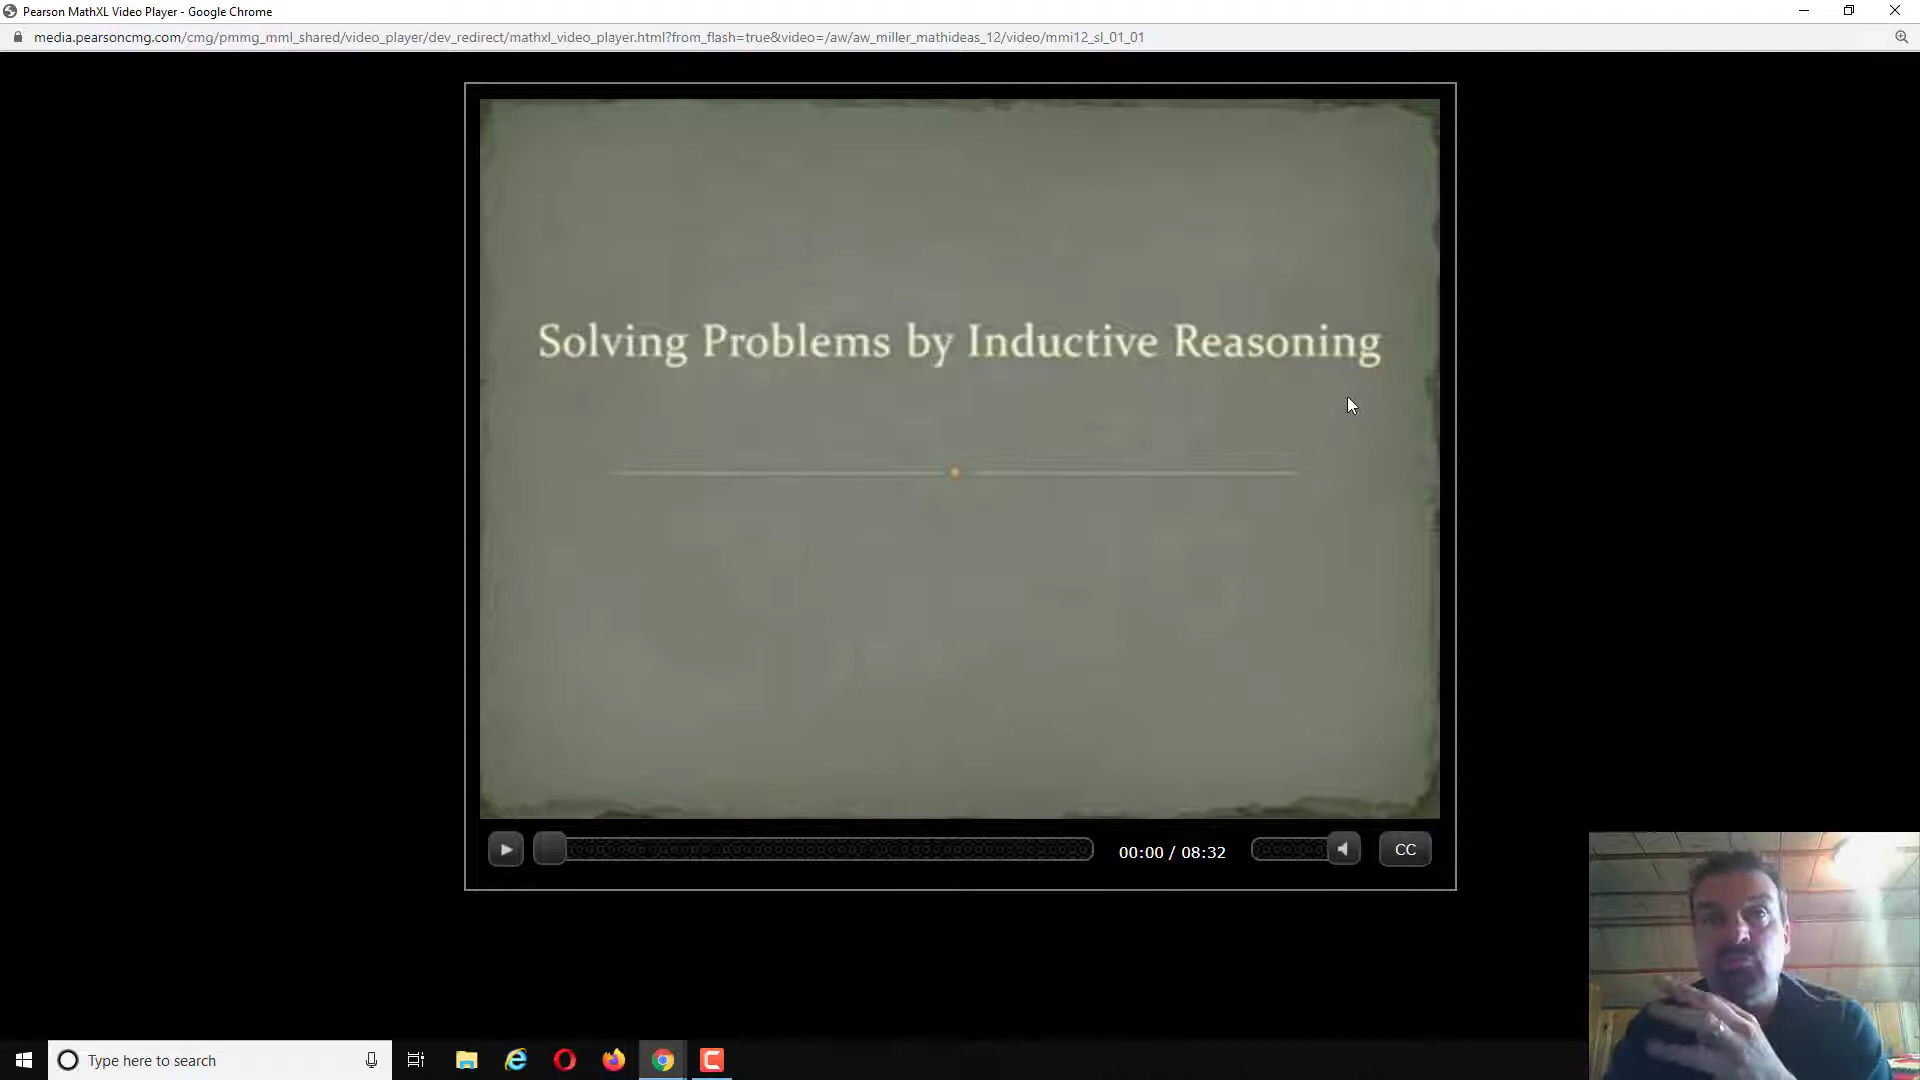 Pearson MathXL Video Player - Google Chrome
media.pearsoncmg.com/cmg/pmmg_mml_shared/video_player/dev_redirect/mathxl_video_player.html?from_flash=true&video=/aw/aw_miller_mathideas_12/video/mmi12_sl_01_01
Solving Problems by Inductive Reasoning
00:00 / 08:32
CC
Type here to search